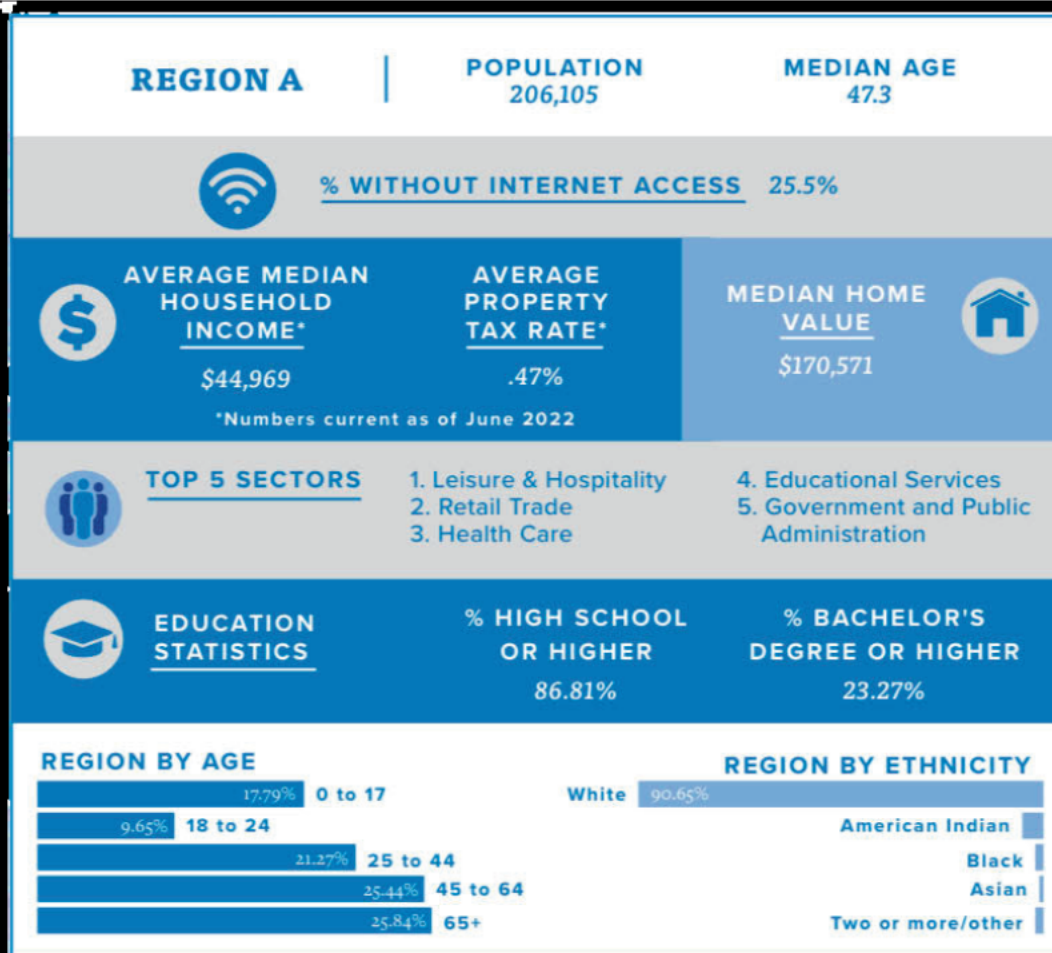 REGION A
POPULATION
206,105
MEDIAN AGE
47.3
% WITHOUT INTERNET ACCESS 25.5%
AVERAGE MEDIAN
HOUSEHOLD
INCOME*
$44,969
AVERAGE
PROPERTY
TAX RATE*
.47%
*Numbers current as of June 2022
MEDIAN HOME
VALUE
$170,571
TOP 5 SECTORS
1. Leisure & Hospitality
2. Retail Trade
3. Health Care
4. Educational Services
5. Government and Public
Administration
EDUCATION
STATISTICS
% HIGH SCHOOL
OR HIGHER
86.81%
% BACHELOR'S
DEGREE OR HIGHER
23.27%
REGION BY AGE
17.79% 0 to 17
9.65% 18 to 24
21.27% 25 to 44
25.44% 45 to 64
25.84% 65+
REGION BY ETHNICITY
White 90.65%
American Indian
Black
Asian
Two or more/other